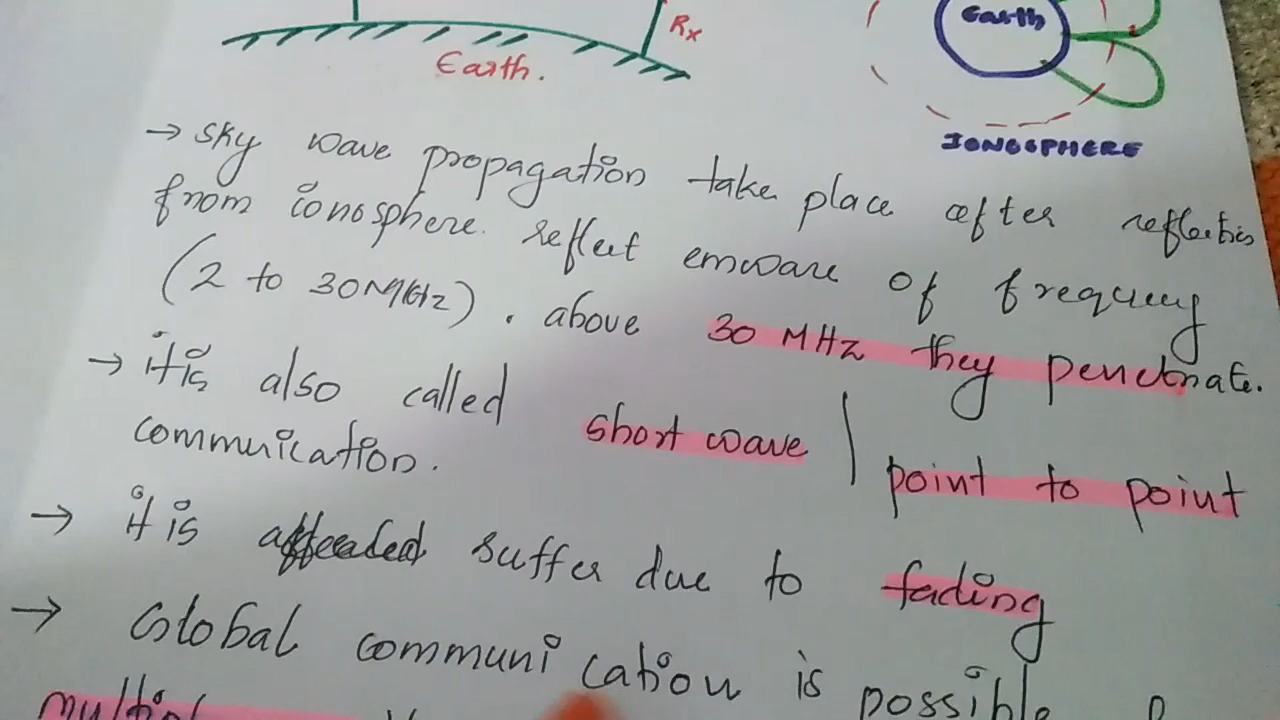 Rx
Earth.
Earth
IONOSPHERE
→ sky wave propagation take place after reflection
from ionosphere. reflect emwave of frequency
(2 to 30MHz). above 30 MHz they penetrate.
→ it is also called short wave | point to point
communication.
→ it is suffer due to fading
→ Global communication is possible